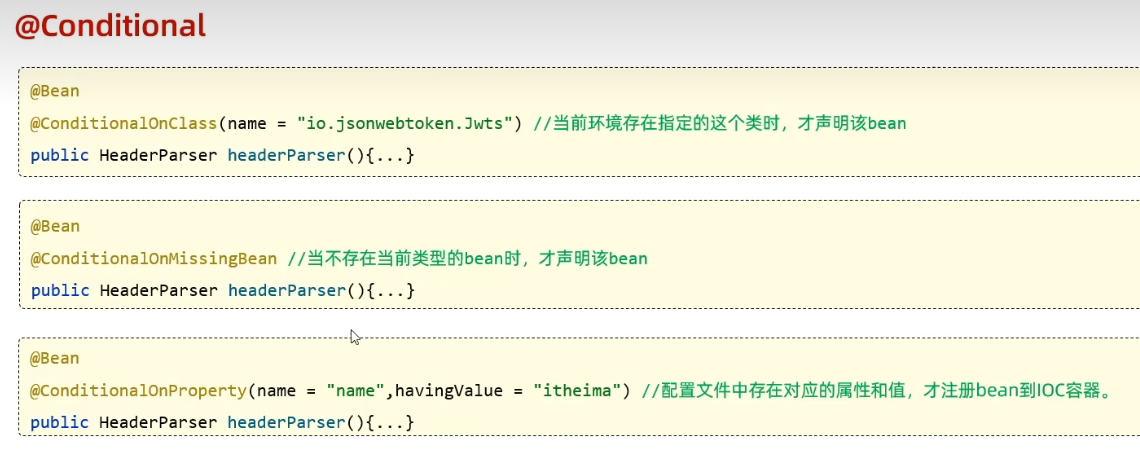 @Conditional
@Bean
@ConditionalOnClass(name = "io.jsonwebtoken.Jwts") //当前环境存在指定的这个类时，才声明该bean
public HeaderParser headerParser(){...}
@Bean
@ConditionalOnMissingBean //当不存在当前类型的bean时，才声明该bean
public HeaderParser headerParser(){...}
@Bean
@ConditionalOnProperty(name = "name",havingValue = "itheima") //配置文件中存在对应的属性和值，才注册bean到IOC容器。
public HeaderParser headerParser(){...}